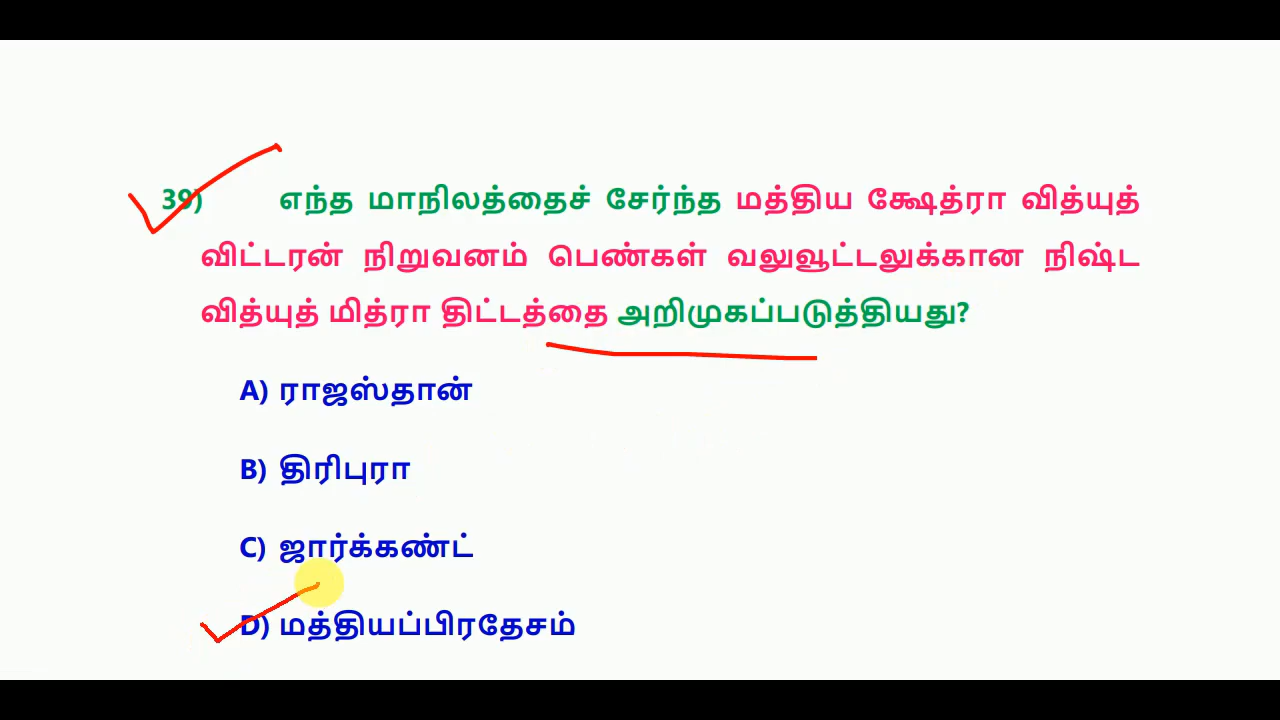 39) எந்த மாநிலத்தைச் சேர்ந்த மத்திய க்ஷேத்ரா வித்யுத்
விட்டரன் நிறுவனம் பெண்கள் வலுவூட்டலுக்கான நிஷ்ட
வித்யுத் மித்ரா திட்டத்தை அறிமுகப்படுத்தியது?
A) ராஜஸ்தான்
B) திரிபுரா
C) ஜார்க்கண்ட்
D) மத்தியப்பிரதேசம்